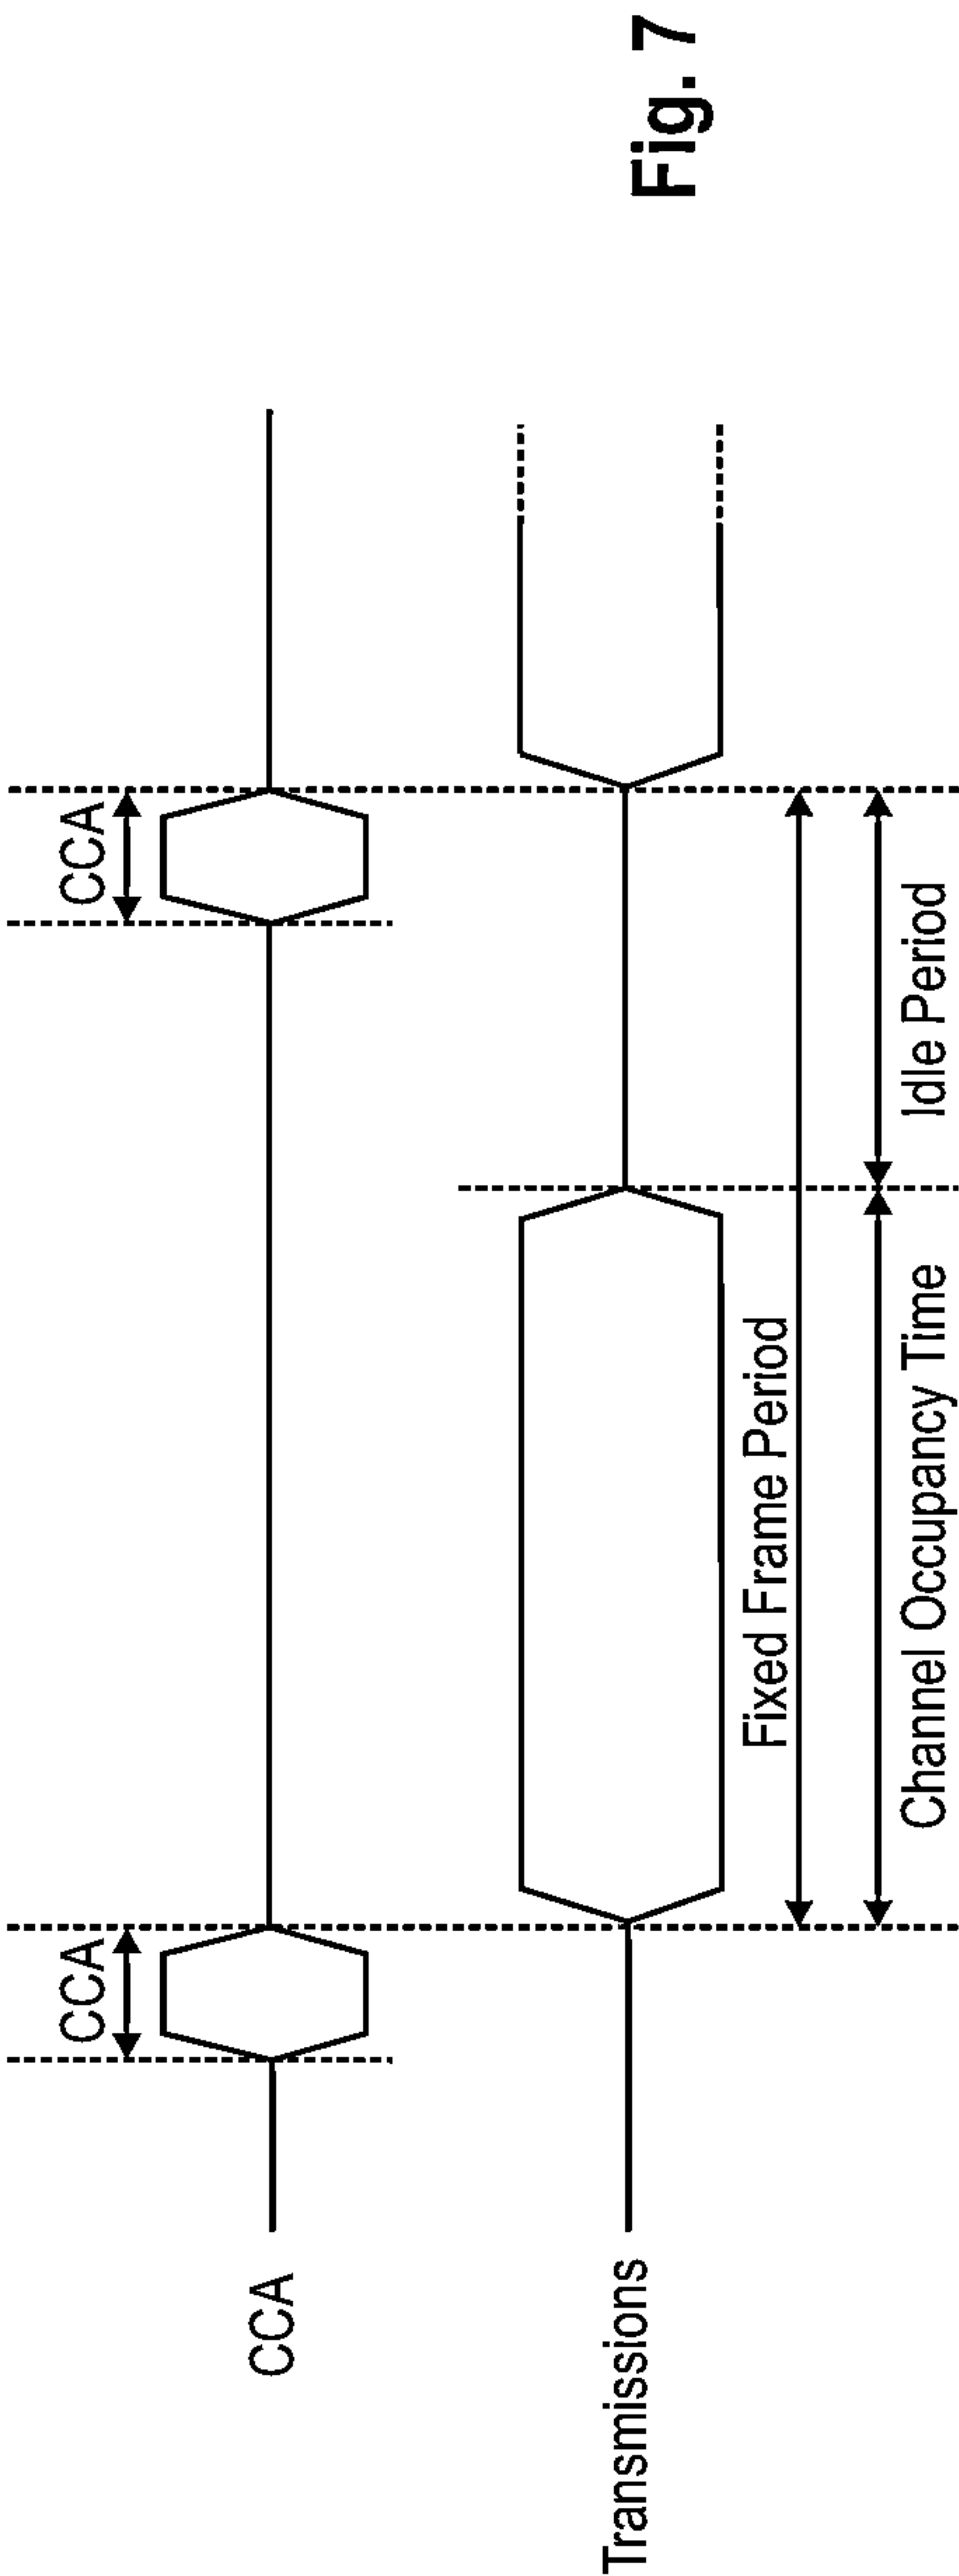 CCA
CCA
CCA
Transmissions
Fixed Frame Period
Channel Occupancy Time
Idle Period
Fig. 7